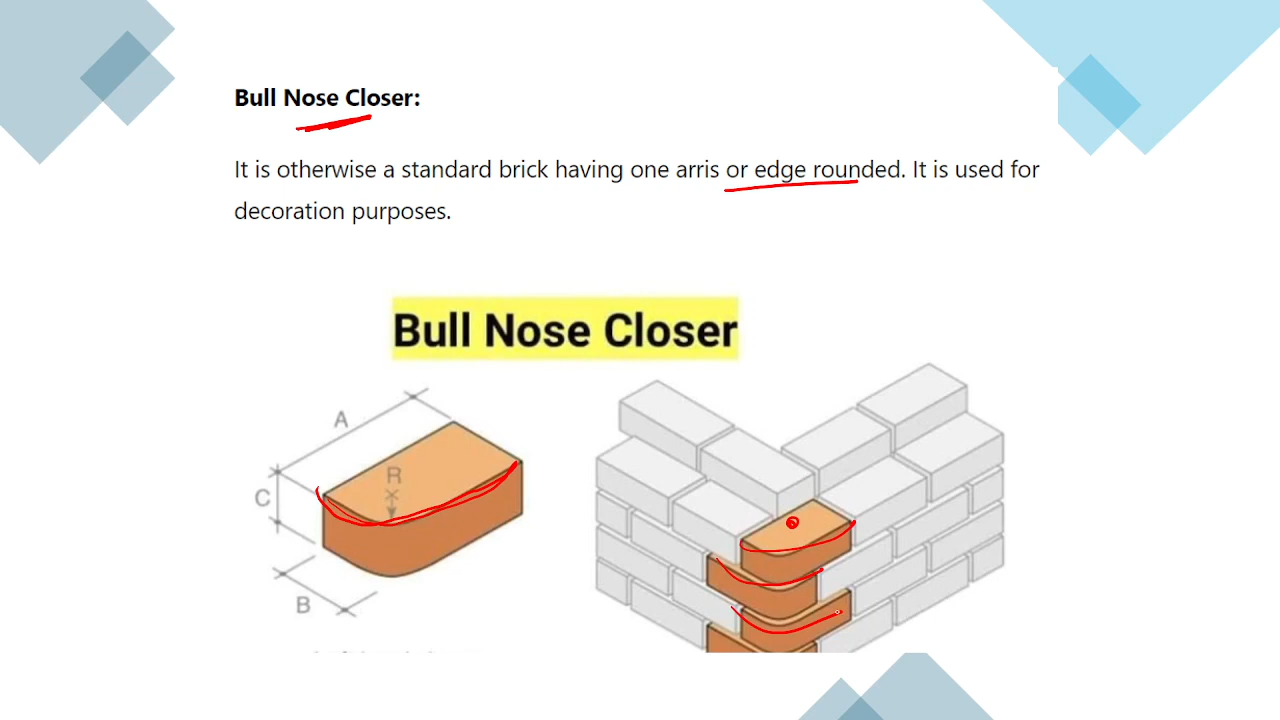 Bull Nose Closer:
It is otherwise a standard brick having one arris or edge rounded. It is used for
decoration purposes.
Bull Nose Closer
A
R
C
B